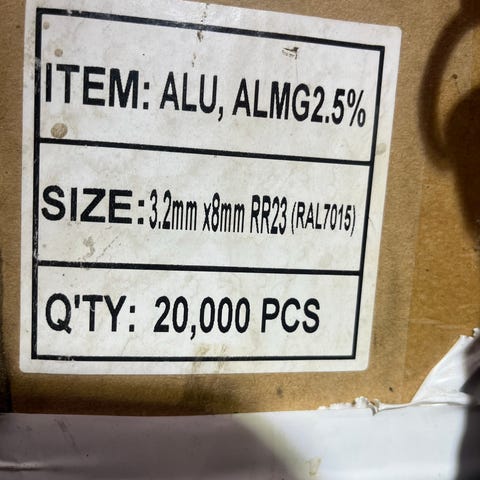 ITEM: ALU, ALMG2.5%
SIZE: 3.2mm x8mm RR23 (RAL7015)
Q'TY: 20,000 PCS